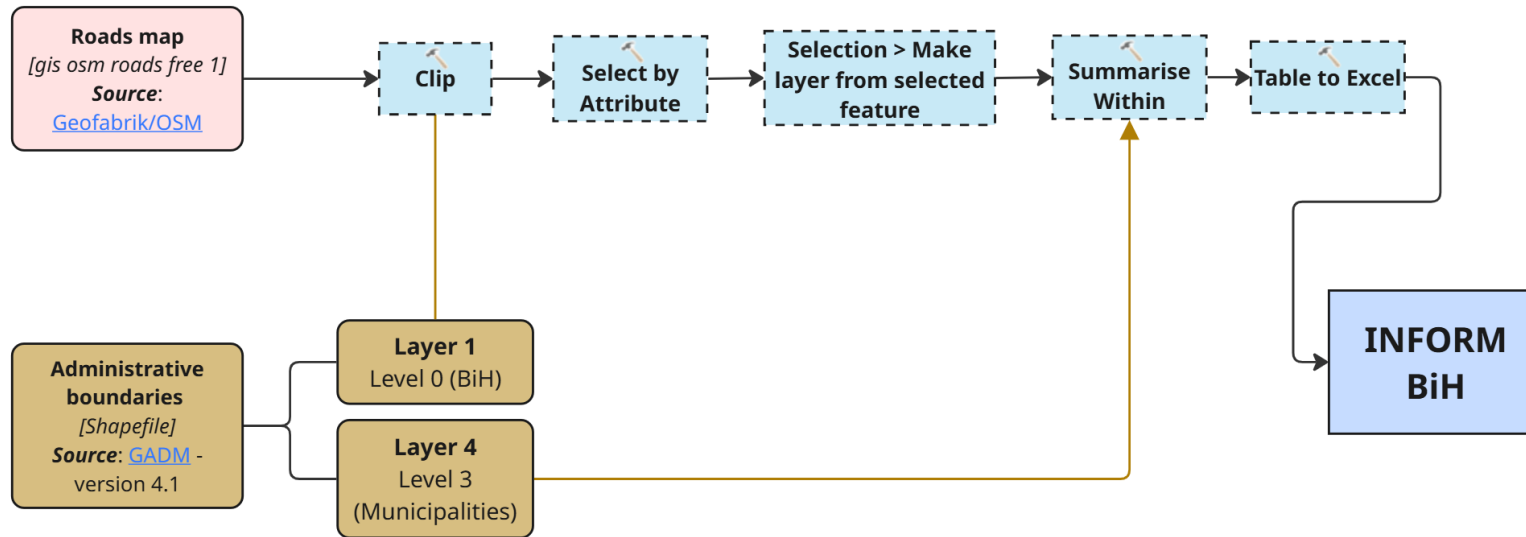 Roads map
[gis osm roads free 1]
Source:
Geofabrik/OSM
Clip
Select by
Attribute
Selection > Make
layer from selected
feature
Summarise
Within
Table to Excel
Administrative
boundaries
[Shapefile]
Source: GADM -
version 4.1
Layer 1
Level 0 (BiH)
Layer 4
Level 3
(Municipalities)
INFORM
BiH